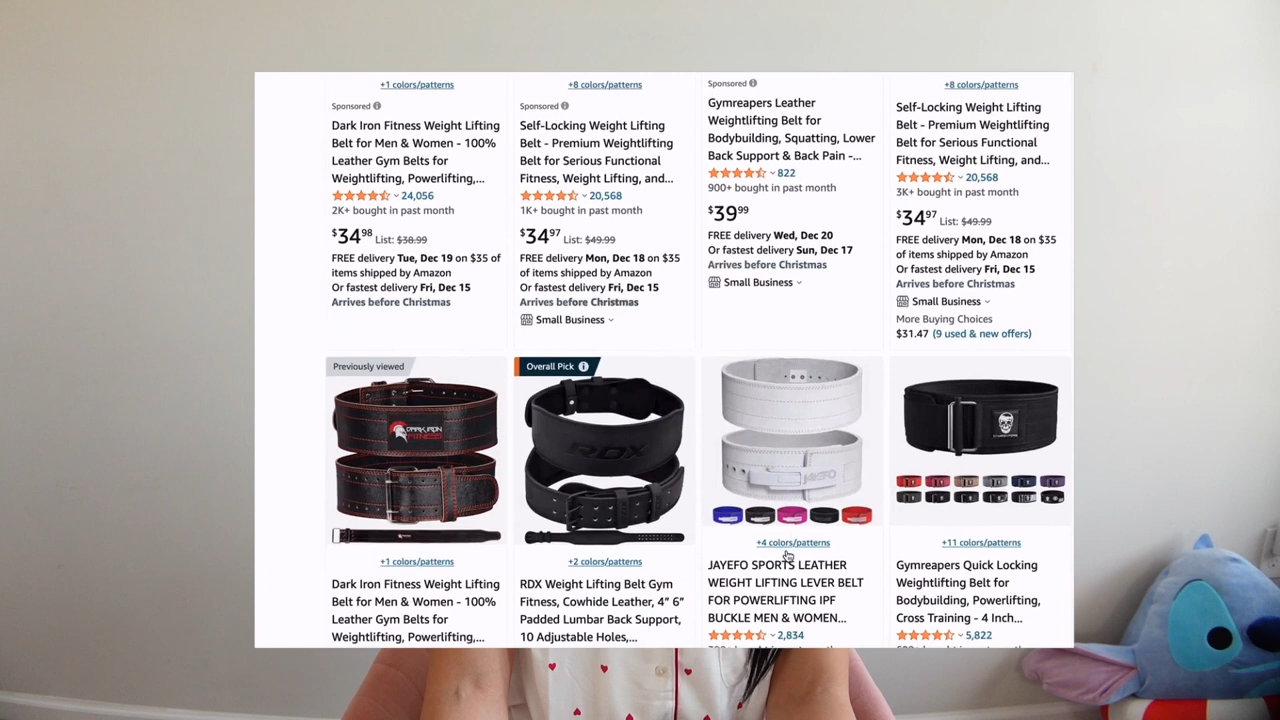 +1 colors/patterns
Sponsored
Dark Iron Fitness Weight Lifting
Belt for Men & Women - 100%
Leather Gym Belts for
Weightlifting, Powerlifting,...
24,056
2K+ bought in past month
$34 98 List: $38.99
FREE delivery Tue, Dec 19 on $35 of
items shipped by Amazon
Or fastest delivery Fri, Dec 15
Arrives before Christmas
+8 colors/patterns
Sponsored
Self-Locking Weight Lifting
Belt - Premium Weightlifting
Belt for Serious Functional
Fitness, Weight Lifting, and...
20,568
1K+ bought in past month
$34 97 List: $49.99
FREE delivery Mon, Dec 18 on $35
of items shipped by Amazon
Or fastest delivery Fri, Dec 15
Arrives before Christmas
Small Business
Sponsored
Gymreapers Leather
Weightlifting Belt for
Bodybuilding, Squatting, Lower
Back Support & Back Pain -...
822
900+ bought in past month
$39 99
FREE delivery Wed, Dec 20
Or fastest delivery Sun, Dec 17
Arrives before Christmas
Small Business
+8 colors/patterns
Self-Locking Weight Lifting
Belt - Premium Weightlifting
Belt for Serious Functional
Fitness, Weight Lifting, and...
20,568
3K+ bought in past month
$34 97 List: $49.99
FREE delivery Mon, Dec 18 on $35
of items shipped by Amazon
Or fastest delivery Fri, Dec 15
Arrives before Christmas
Small Business
More Buying Choices
$31.47 (9 used & new offers)
Previously viewed
DARK IRON
FITNESS
+1 colors/patterns
Dark Iron Fitness Weight Lifting
Belt for Men & Women - 100%
Leather Gym Belts for
Weightlifting, Powerlifting,...
Overall Pick
RDX
+2 colors/patterns
RDX Weight Lifting Belt Gym
Fitness, Cowhide Leather, 4” 6”
Padded Lumbar Back Support,
10 Adjustable Holes,...
JAYEFO
+4 colors/patterns
JAYEFO SPORTS LEATHER
WEIGHT LIFTING LEVER BELT
FOR POWERLIFTING IPF
BUCKLE MEN & WOMEN...
2,834
+11 colors/patterns
Gymreapers Quick Locking
Weightlifting Belt for
Bodybuilding, Powerlifting,
Cross Training - 4 Inch...
5,822